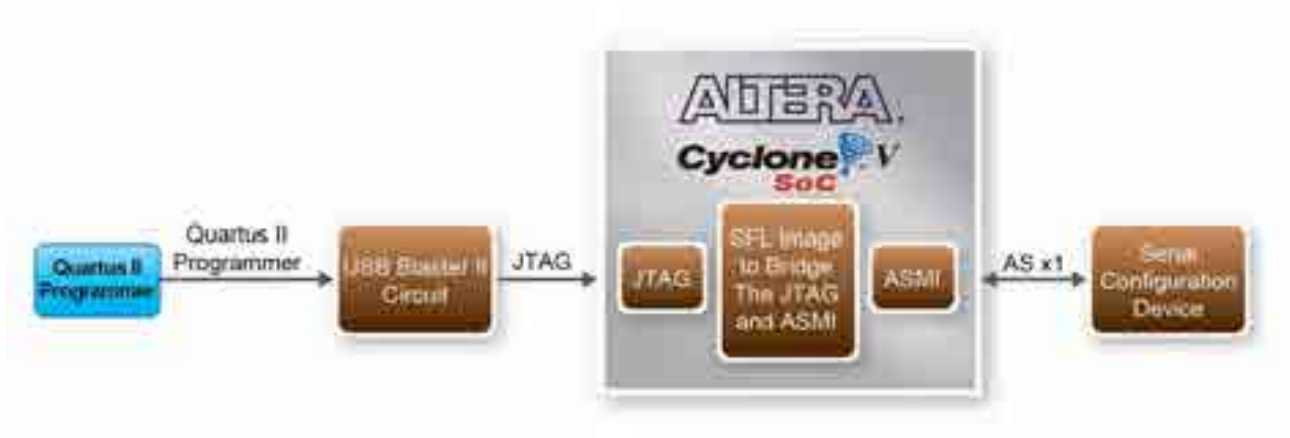 ALTERA
Cyclone V
SoC
Quartus II
Programmer
Quartus II
Programmer
USB Blaster II
Circuit
JTAG
JTAG
SFL Image
to Bridge
The JTAG
and ASMI
ASMI
AS x1
Serial
Configuration
Device